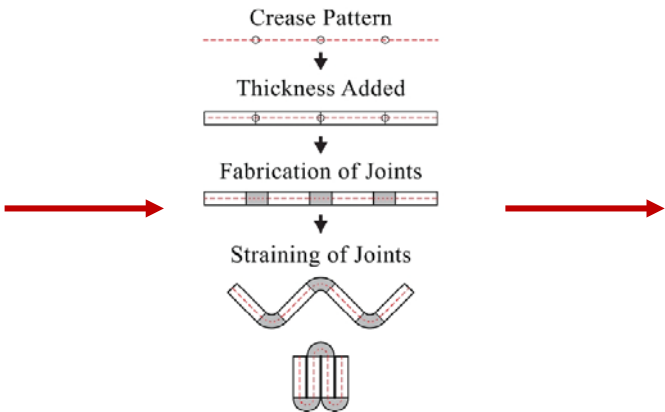 Crease Pattern
Thickness Added
Fabrication of Joints
Straining of Joints